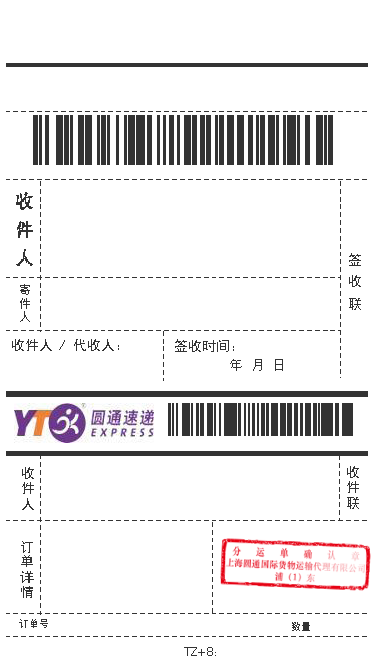 收件人
签收联
寄件人
收件人 / 代收人:
签收时间:
年 月 日
YTO 圆通速递
EXPRESS
收件人
收件联
订单详情
分运单确认章
上海圆通国际货物运输代理有限公司
浦 (1) 东
订单号
数量
TZ+8: